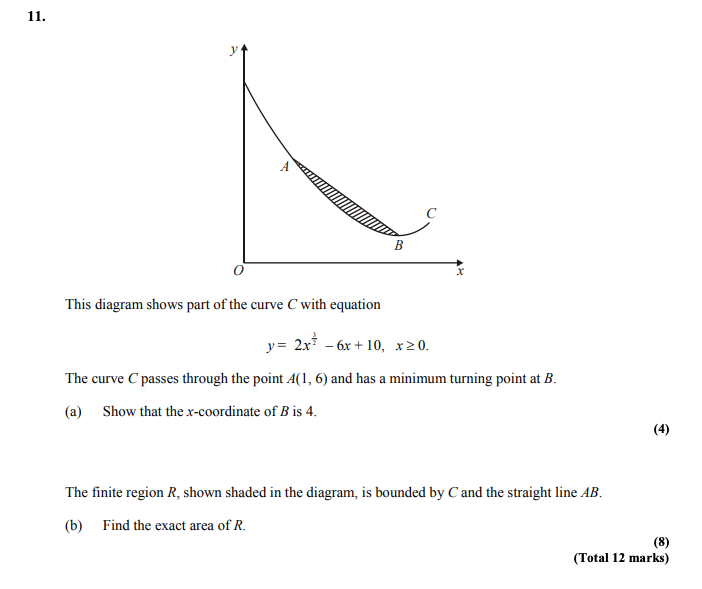 11.
y
A
C
B
O
x
This diagram shows part of the curve C with equation
y = 2x^{3/2} – 6x + 10, x ≥ 0.
The curve C passes through the point A(1, 6) and has a minimum turning point at B.
(a) Show that the x-coordinate of B is 4.
(4)
The finite region R, shown shaded in the diagram, is bounded by C and the straight line AB.
(b) Find the exact area of R.
(8)
(Total 12 marks)